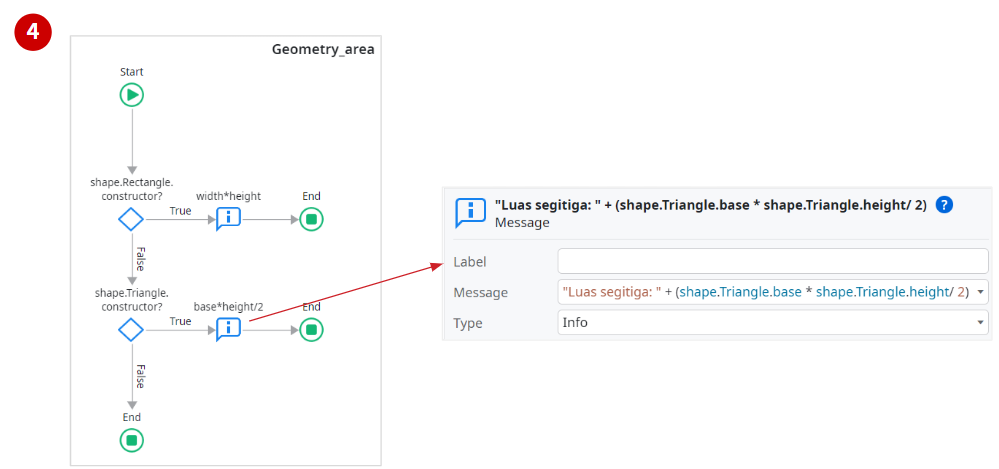 4
Geometry_area
Start
shape.Rectangle.
constructor?
width*height
End
True
False
shape.Triangle.
constructor?
base*height/2
End
True
False
End
"Luas segitiga: " + (shape.Triangle.base * shape.Triangle.height/ 2) ?
Message
Label
Message "Luas segitiga: " + (shape.Triangle.base * shape.Triangle.height/ 2)
Type Info